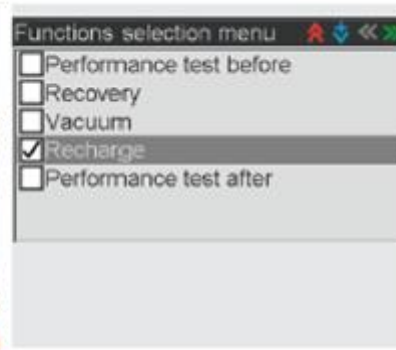 Functions selection menu
Performance test before
Recovery
Vacuum
Recharge
Performance test after